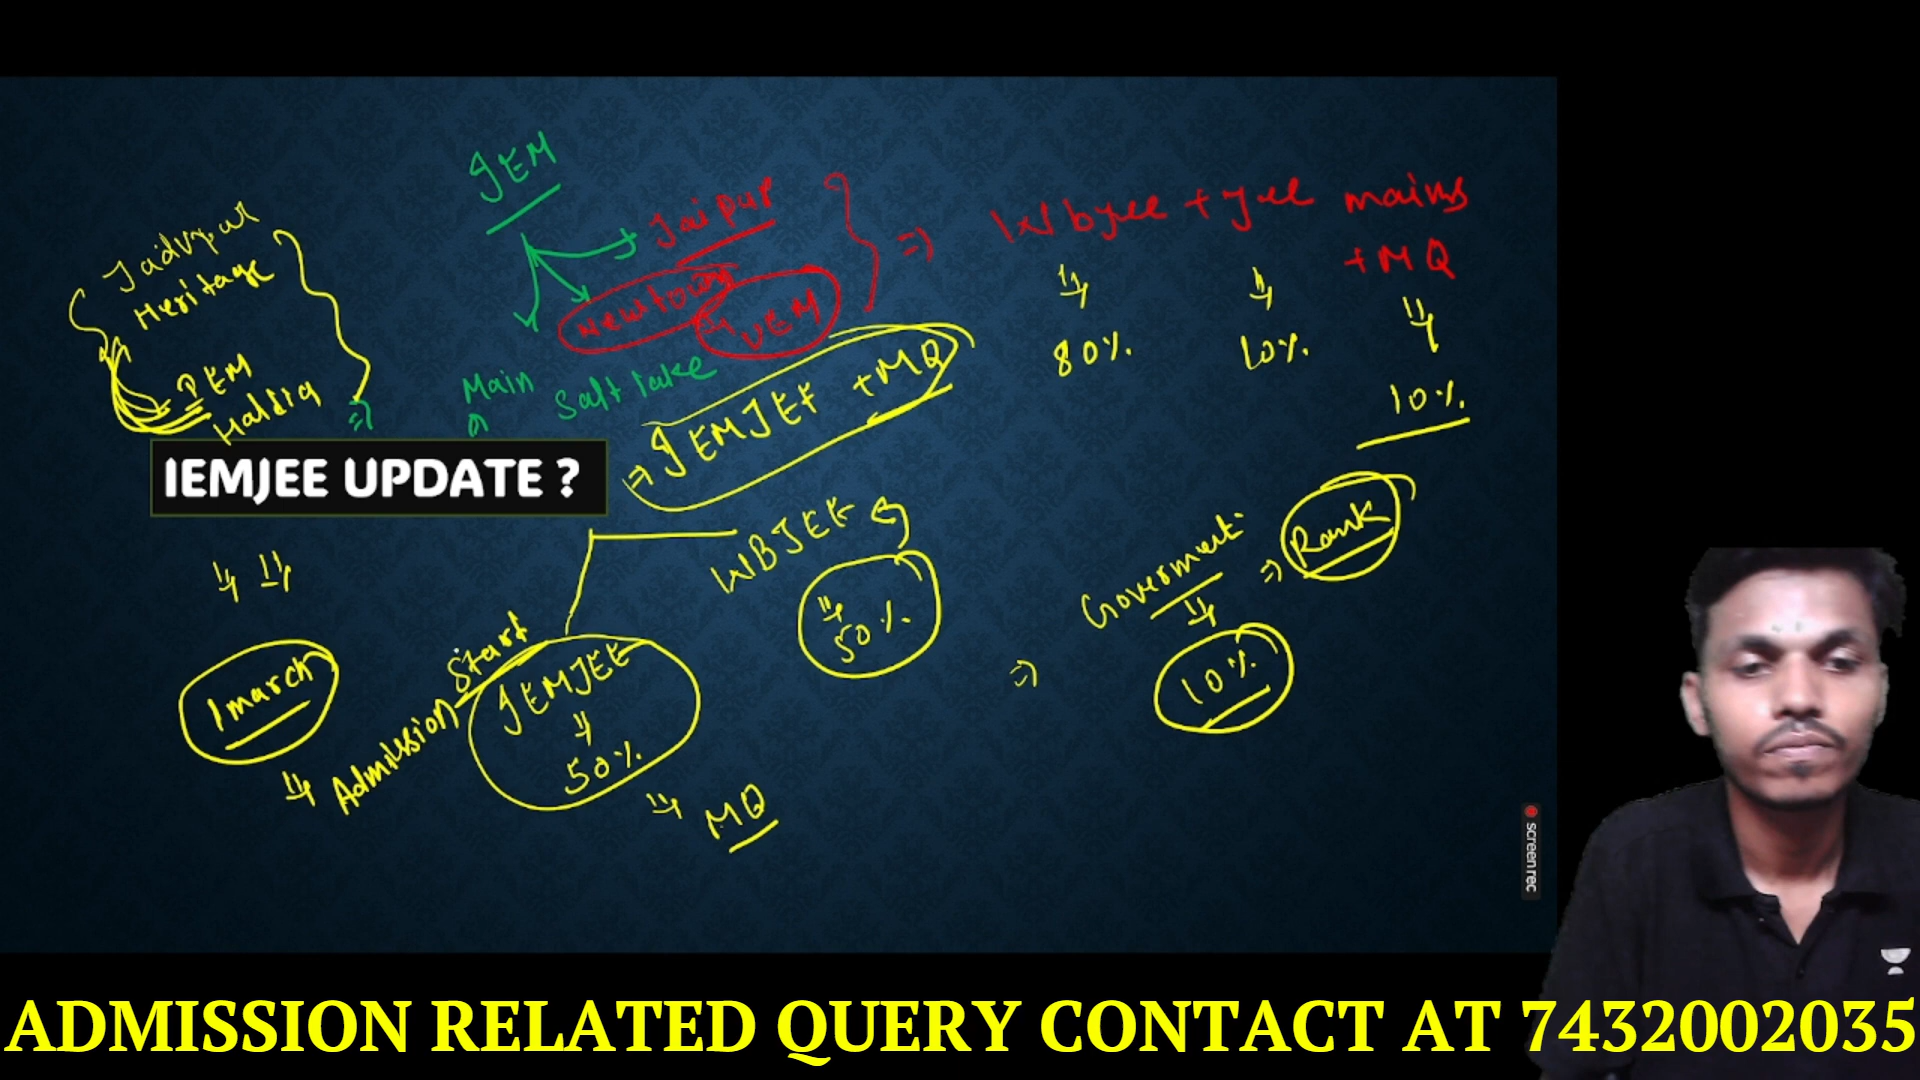 IEM
Jaipur
Newtown
UEM
Main
Salt lake
Jadvpur
Heritage
IEM
Haldia
=> Wbjee + Jee mains
+ MQ
80%
10%
10%
=> IEMJEE + MQ
IEMJEE UPDATE ?
WBJEE
50%
IEMJEE
50%
MQ
1 march
Admission Start
Goverment => Rank
=> 10%
screenrec
ADMISSION RELATED QUERY CONTACT AT 7432002035